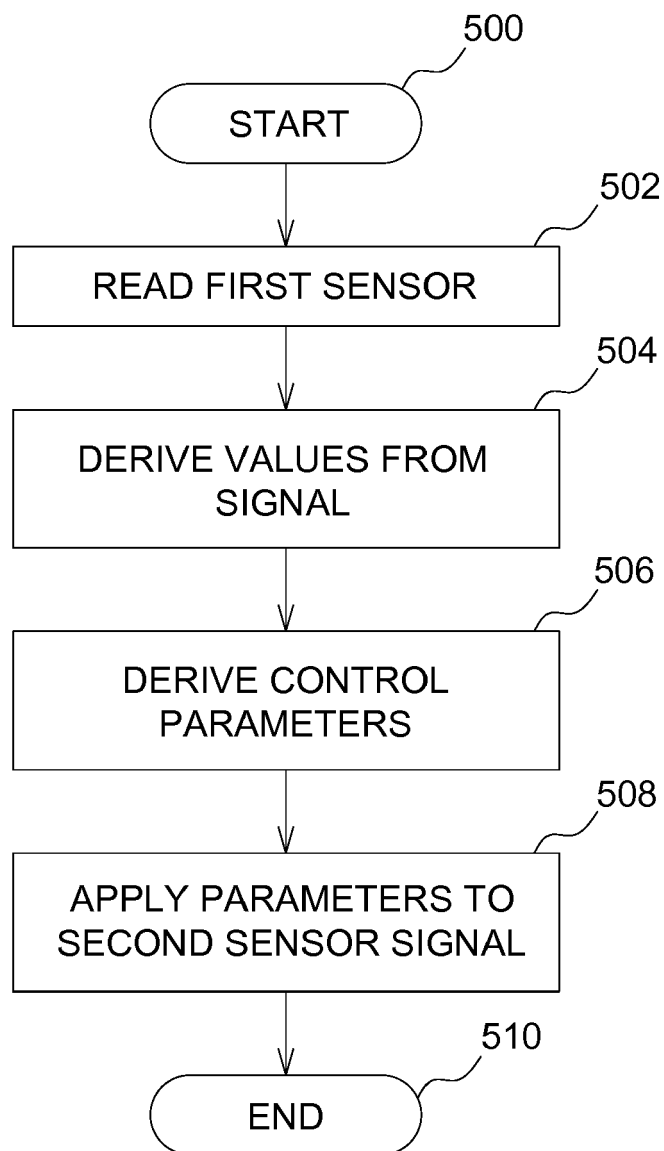 500
START
502
READ FIRST SENSOR
504
DERIVE VALUES FROM
SIGNAL
506
DERIVE CONTROL
PARAMETERS
508
APPLY PARAMETERS TO
SECOND SENSOR SIGNAL
510
END